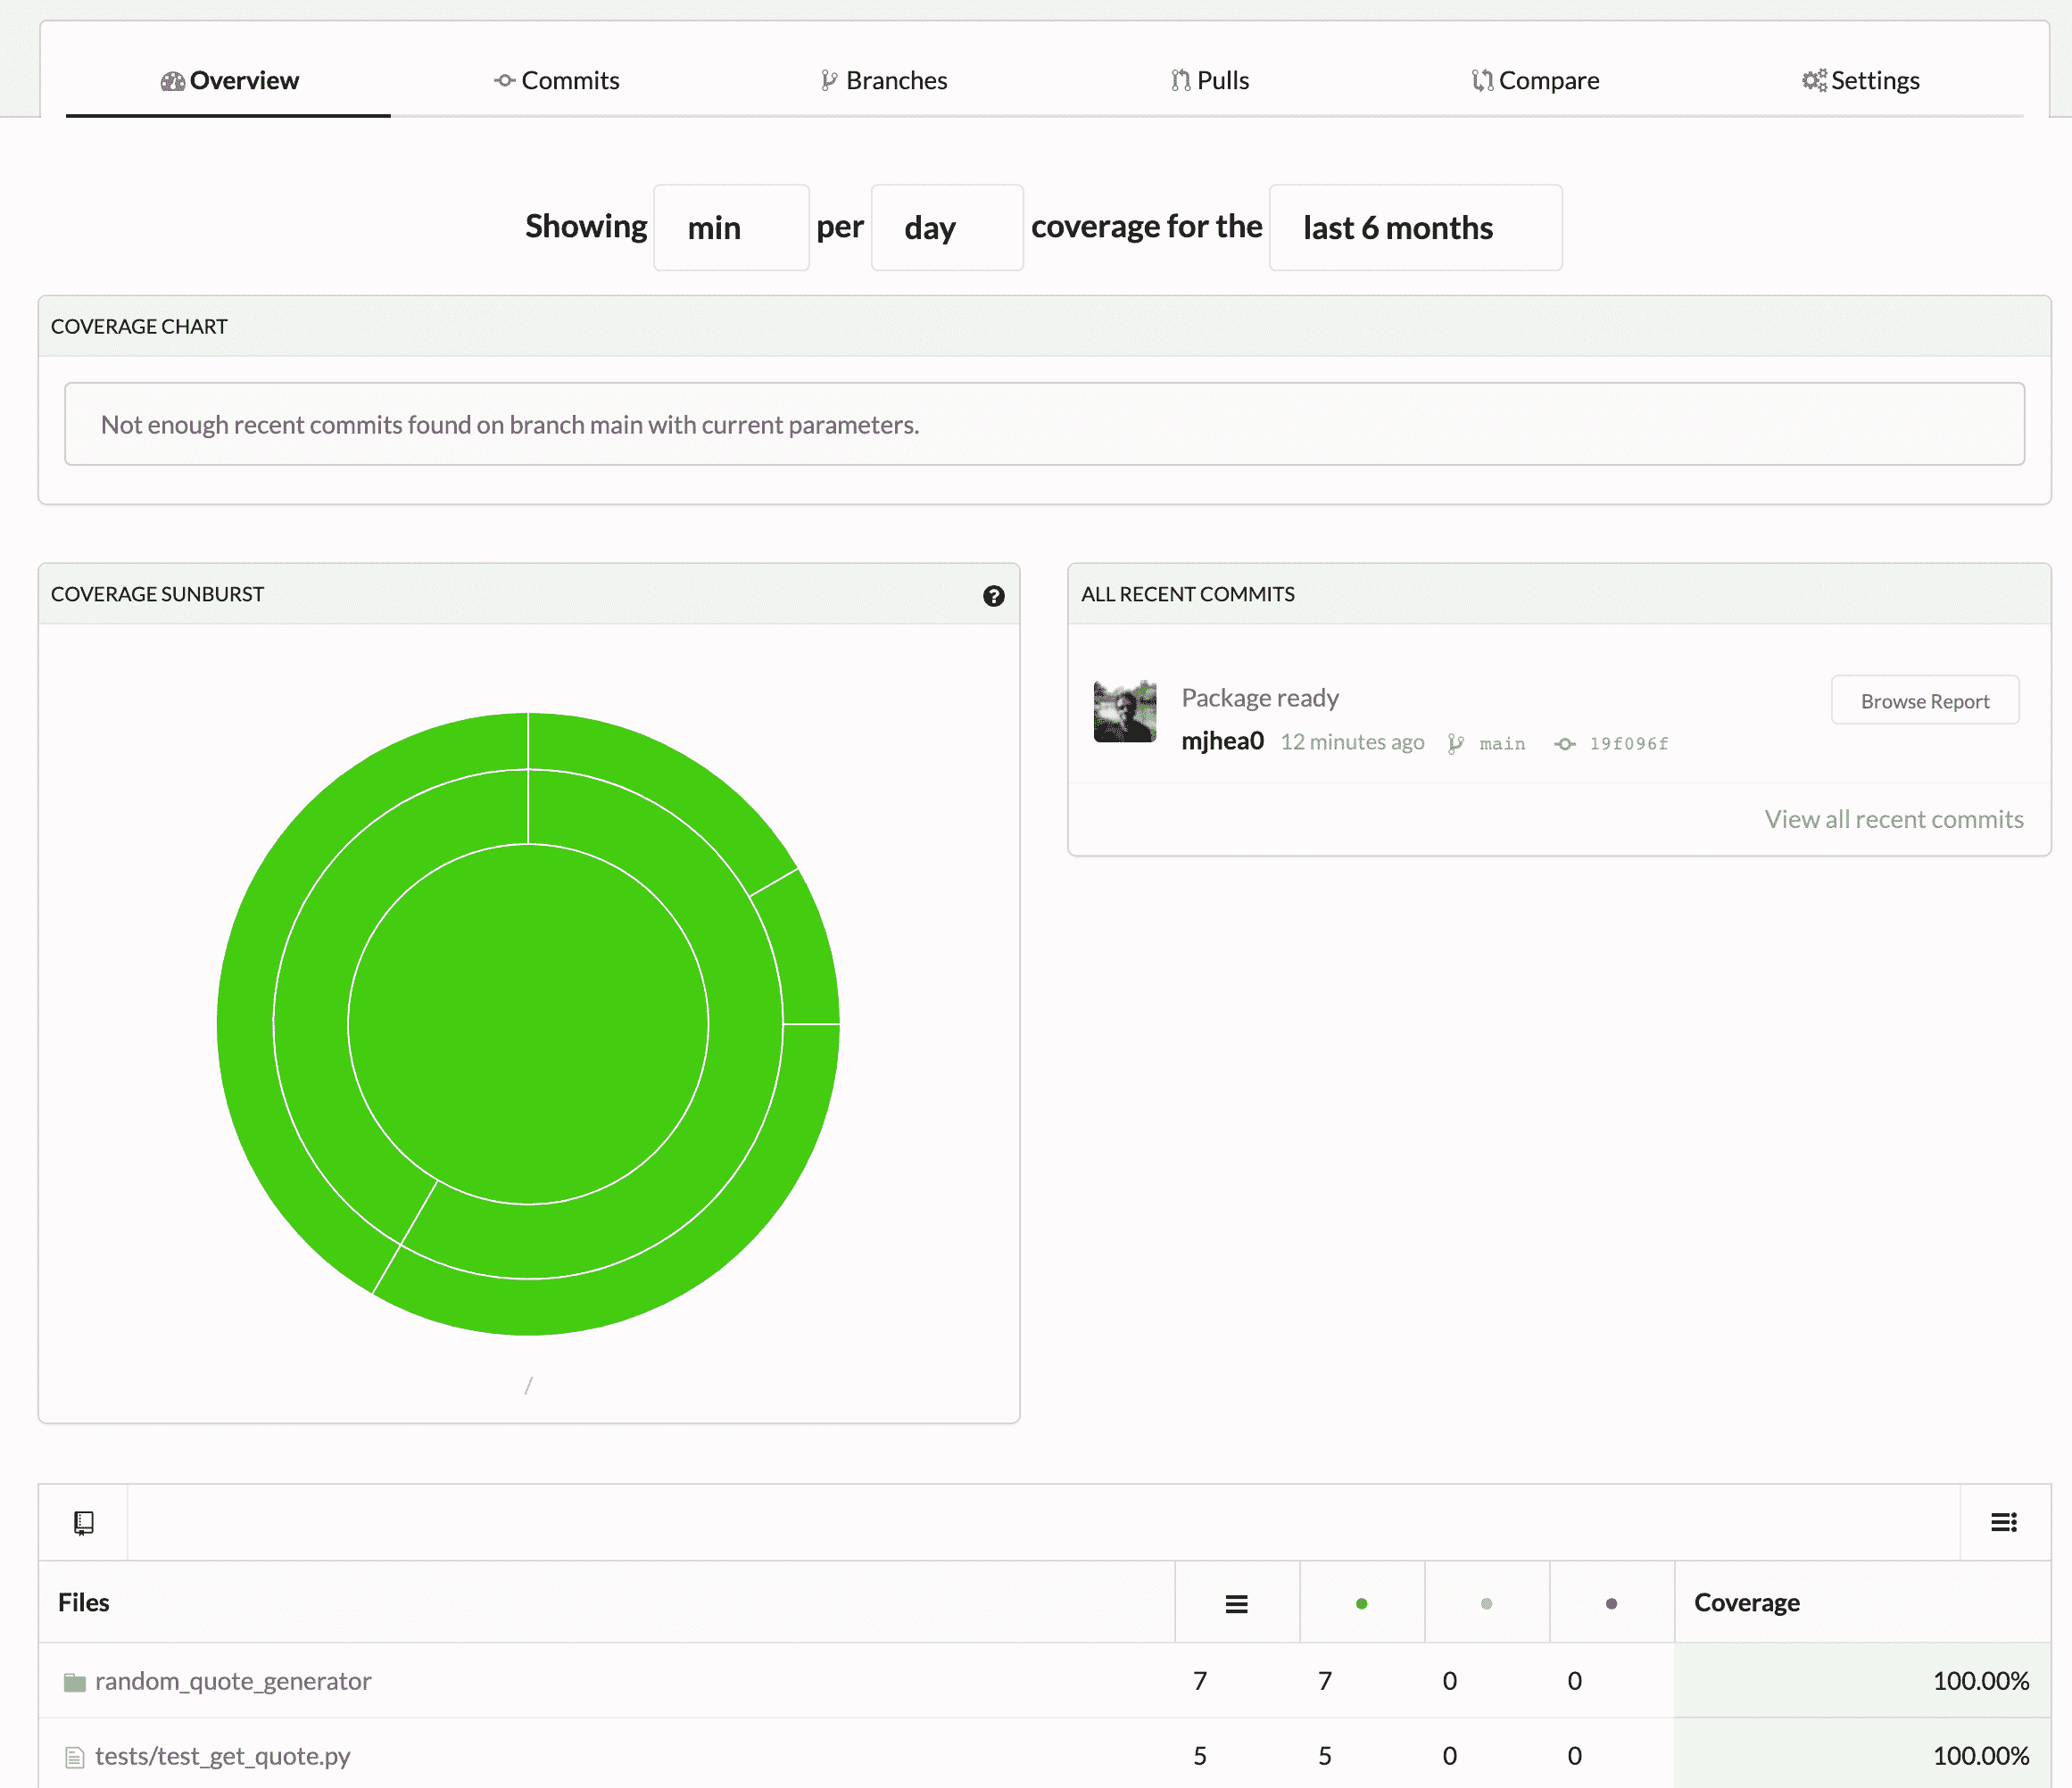 Overview Commits Branches Pulls Compare Settings
Showing min per day coverage for the last 6 months
COVERAGE CHART
Not enough recent commits found on branch main with current parameters.
COVERAGE SUNBURST
/
ALL RECENT COMMITS
Package ready
Browse Report
mjhea0 12 minutes ago main 19f096f
View all recent commits
Files Coverage
random_quote_generator 7 7 0 0 100.00%
tests/test_get_quote.py 5 5 0 0 100.00%